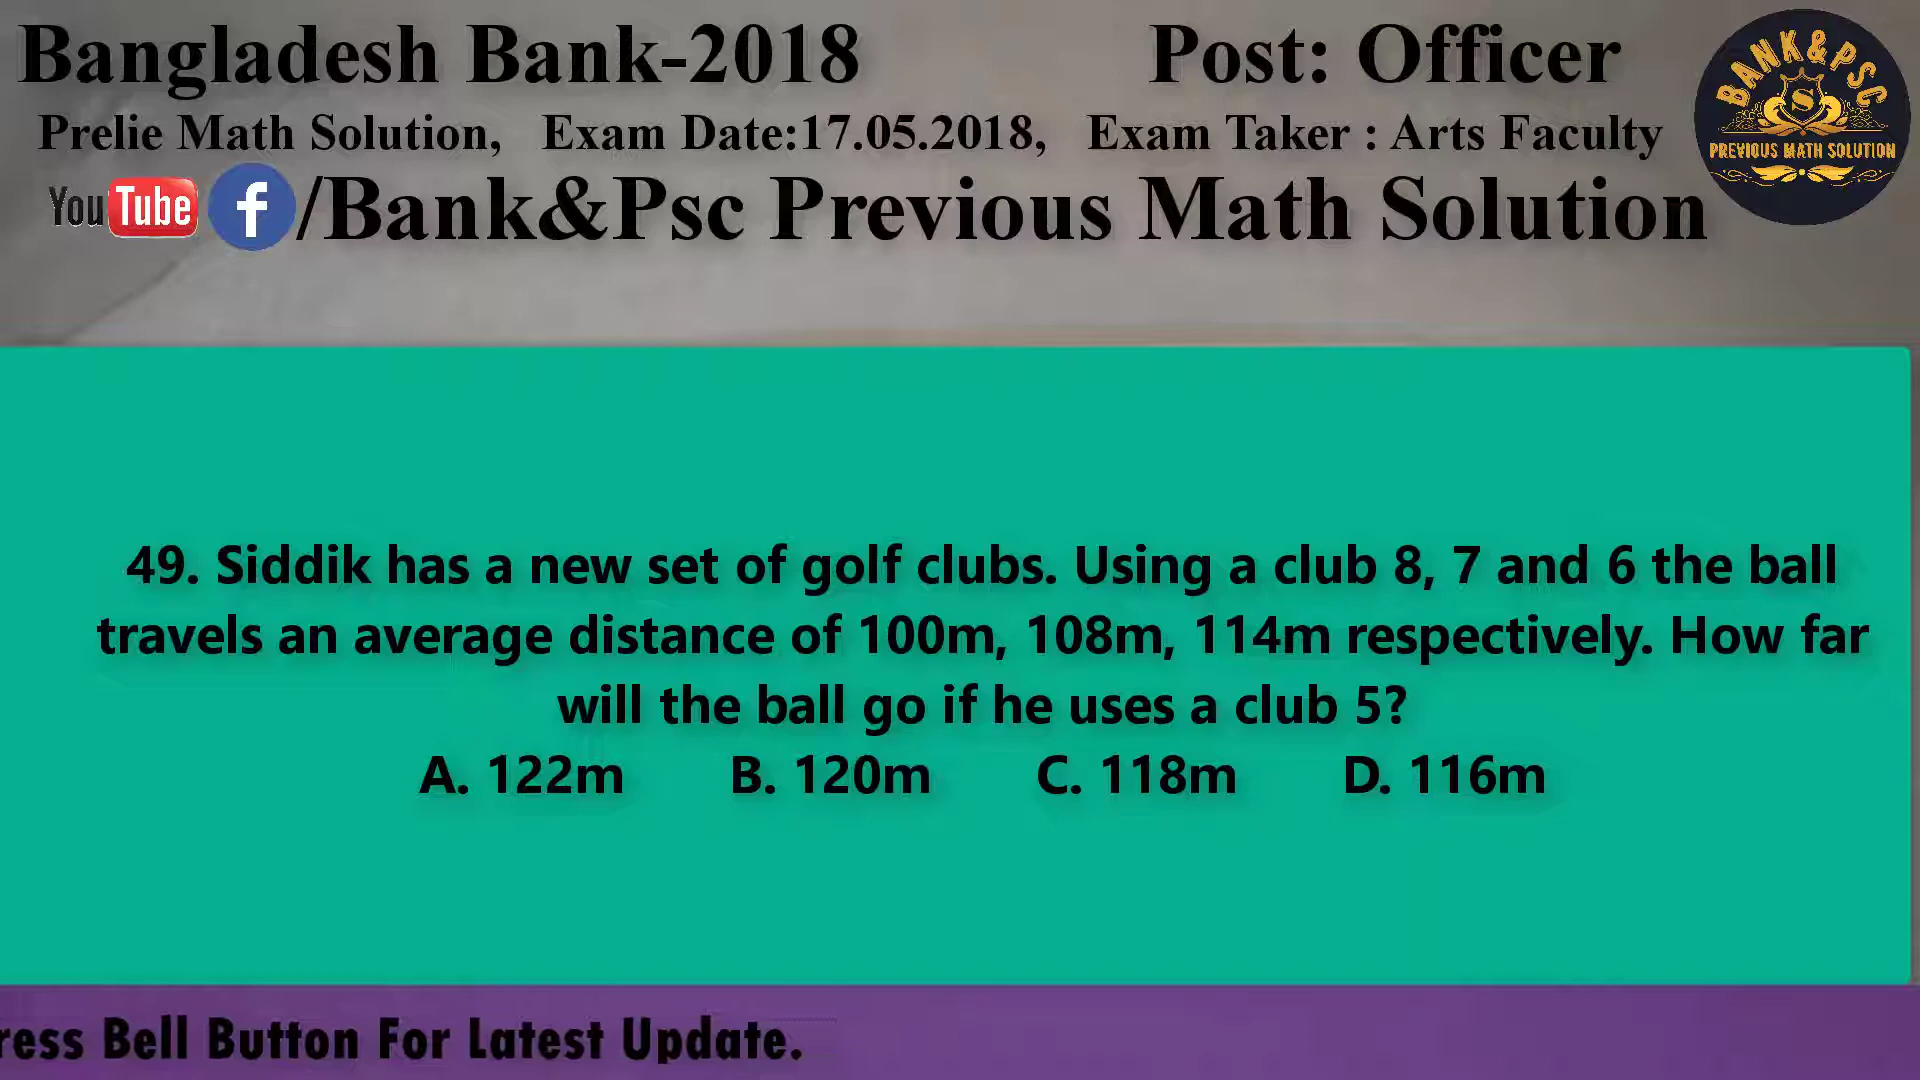 Bangladesh Bank-2018 Post: Officer
Prelie Math Solution, Exam Date:17.05.2018, Exam Taker : Arts Faculty
BANK&PSC
S
PREVIOUS MATH SOLUTION
You Tube f /Bank&Psc Previous Math Solution
49. Siddik has a new set of golf clubs. Using a club 8, 7 and 6 the ball
travels an average distance of 100m, 108m, 114m respectively. How far
will the ball go if he uses a club 5?
A. 122m B. 120m C. 118m D. 116m
ress Bell Button For Latest Update.